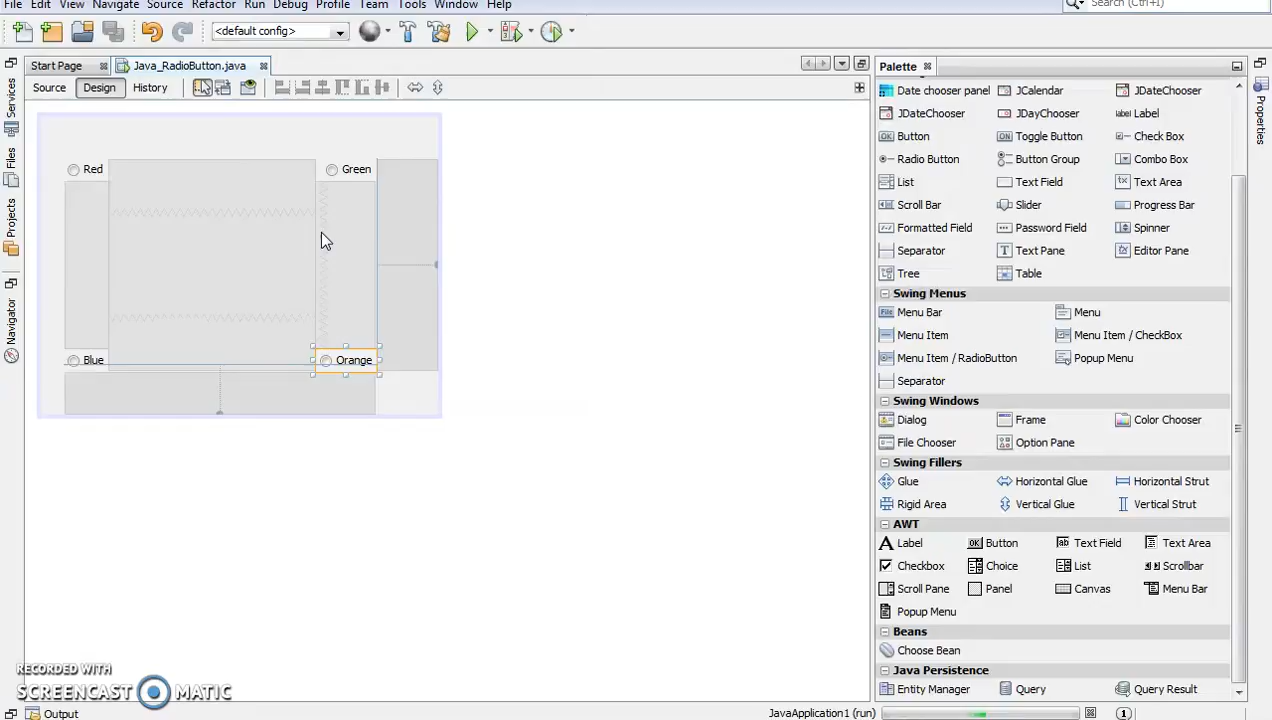 File Edit View Navigate Source Refactor Run Debug Profile Team Tools Window Help
Search (Ctrl+I)
<default config>
Start Page Java_RadioButton.java
Source Design History
Red Green
Blue Orange
Services
Files
Projects
Navigator
Palette
Date chooser panel JCalendar JDateChooser
JDateChooser JDayChooser Label
Button Toggle Button Check Box
Radio Button Button Group Combo Box
List Text Field Text Area
Scroll Bar Slider Progress Bar
Formatted Field Password Field Spinner
Separator Text Pane Editor Pane
Tree Table
Swing Menus
Menu Bar Menu
Menu Item Menu Item / CheckBox
Menu Item / RadioButton Popup Menu
Separator
Swing Windows
Dialog Frame Color Chooser
File Chooser Option Pane
Swing Fillers
Glue Horizontal Glue Horizontal Strut
Rigid Area Vertical Glue Vertical Strut
AWT
Label Button Text Field Text Area
Checkbox Choice List Scrollbar
Scroll Pane Panel Canvas Menu Bar
Popup Menu
Beans
Choose Bean
Java Persistence
Entity Manager Query Query Result
Properties
RECORDED WITH
SCREENCAST MATIC
Output
JavaApplication1 (run)
1